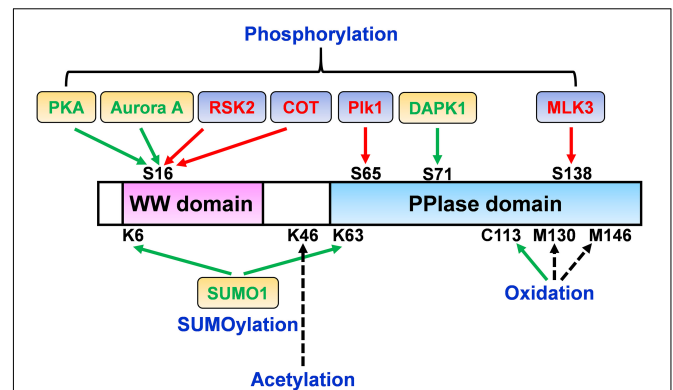 Phosphorylation
PKA Aurora A RSK2 COT Plk1 DAPK1 MLK3
S16 S65 S71 S138
WW domain PPIase domain
K6 K46 K63 C113 M130 M146
SUMO1 Oxidation
SUMOylation
Acetylation